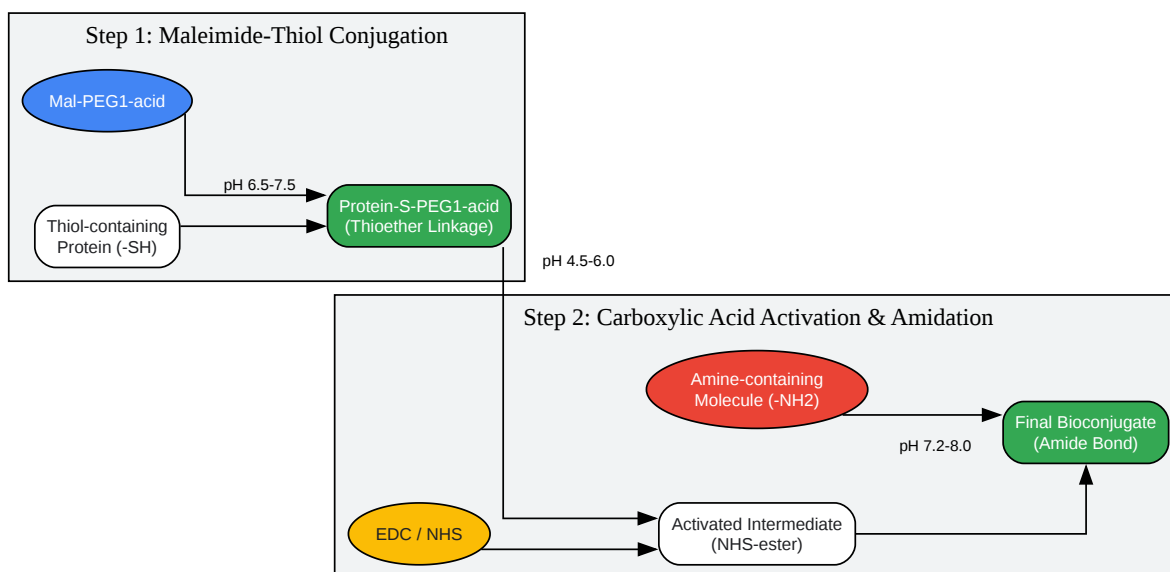 Step 1: Maleimide-Thiol Conjugation
Mal-PEG1-acid
pH 6.5-7.5
Thiol-containing
Protein (-SH)
Protein-S-PEG1-acid
(Thioether Linkage)
pH 4.5-6.0
Step 2: Carboxylic Acid Activation & Amidation
Amine-containing
Molecule (-NH2)
Final Bioconjugate
(Amide Bond)
pH 7.2-8.0
EDC / NHS
Activated Intermediate
(NHS-ester)